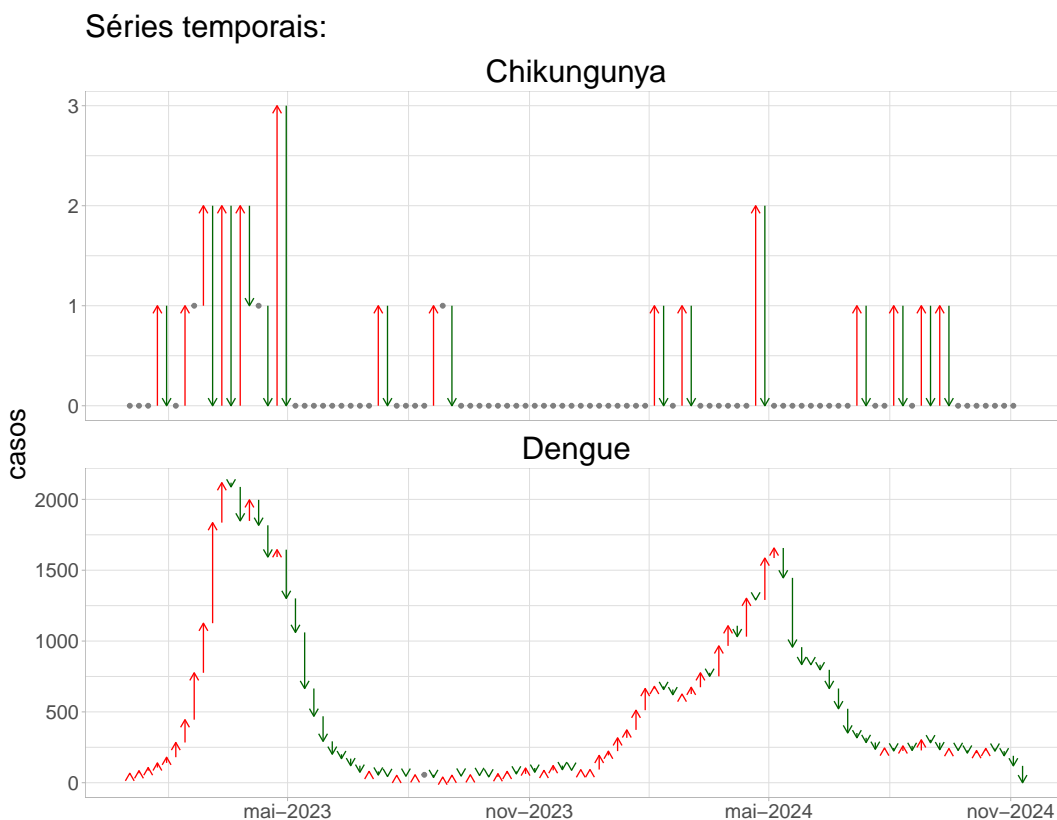 Séries temporais:
Chikungunya
3
2
1
0
casos
Dengue
2000
1500
1000
500
0
mai−2023 nov−2023 mai−2024 nov−2024